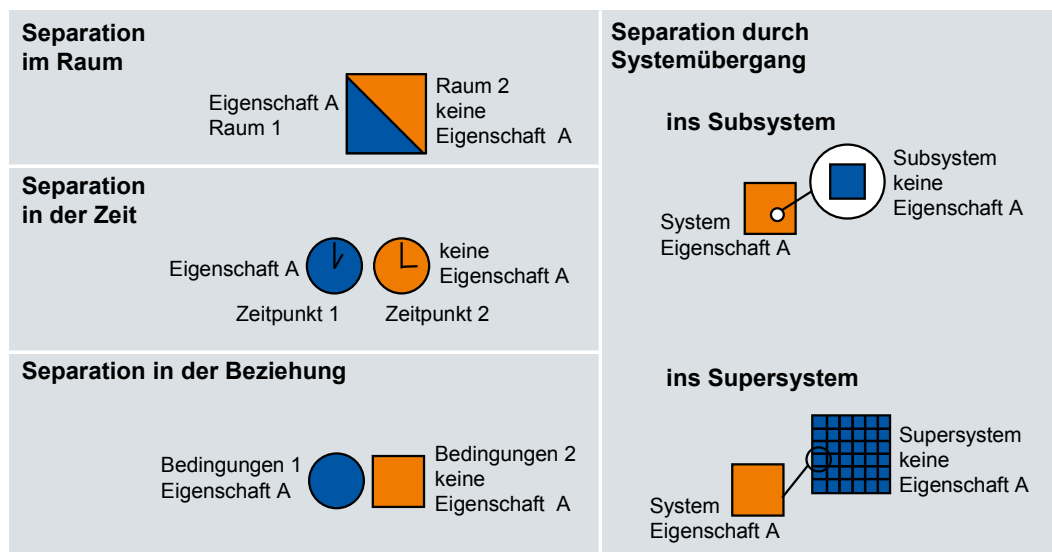 Separation
im Raum
Eigenschaft A
Raum 1
Raum 2
keine
Eigenschaft A
Separation
in der Zeit
Eigenschaft A
keine
Eigenschaft A
Zeitpunkt 1
Zeitpunkt 2
Separation in der Beziehung
Bedingungen 1
Eigenschaft A
Bedingungen 2
keine
Eigenschaft A
Separation durch
Systemübergang
ins Subsystem
Subsystem
keine
Eigenschaft A
System
Eigenschaft A
ins Supersystem
Supersystem
keine
Eigenschaft A
System
Eigenschaft A